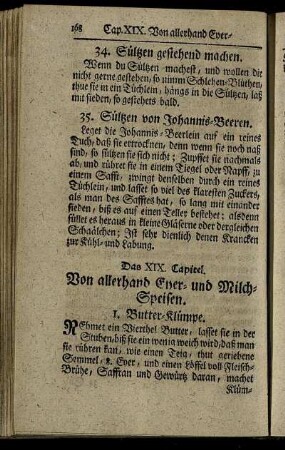 168 Cap. XIX. Von allerhand Eyer-
34. Sültzen gestehend machen.
Wenn du Sültzen machest, und wollen dir
nicht gerne gestehen, so nimm Schlehen-Blüthen,
thue sie in ein Tüchlein, hängs in die Sültzen, laß
mit sieden, so gestehets bald.
35. Sültzen von Johannis-Beeren.
Leget die Johannis-Beerlein auf ein reines
Tuch, daß sie ertrocknen, denn wenn sie noch naß
sind, so sültzen sie sich nicht; Zupffet sie nachmals
ab, und rühret sie in einem Tiegel oder Napff, zu
einem Safft, zwingt denselben durch ein reines
Tüchlein, und lasset so viel des klaresten Zuckers,
als man des Safftes hat, so lang mit einander
sieden, biß es auf einen Teller bestehet; alsdenn
füllet es heraus in kleine Gläserne oder dergleichen
Schaälchen; Ist sehr dienlich denen Krancken
zur Kühl- und Labung.
Das XIX. Capitel.
Von allerhand Eyer- und Milch-
Speisen.
1. Butter-Klümpe.
NEhmet ein Vierthel Butter, lasset sie in der
Stuben, biß sie ein wenig weich wird, daß man
sie rühren kan, wie einen Teig, thut geriebene
Semmel, 8. Eyer, und einen Löffel voll Fleisch-
Brühe, Saffran und Gewürtz daran, machet
Klüm-